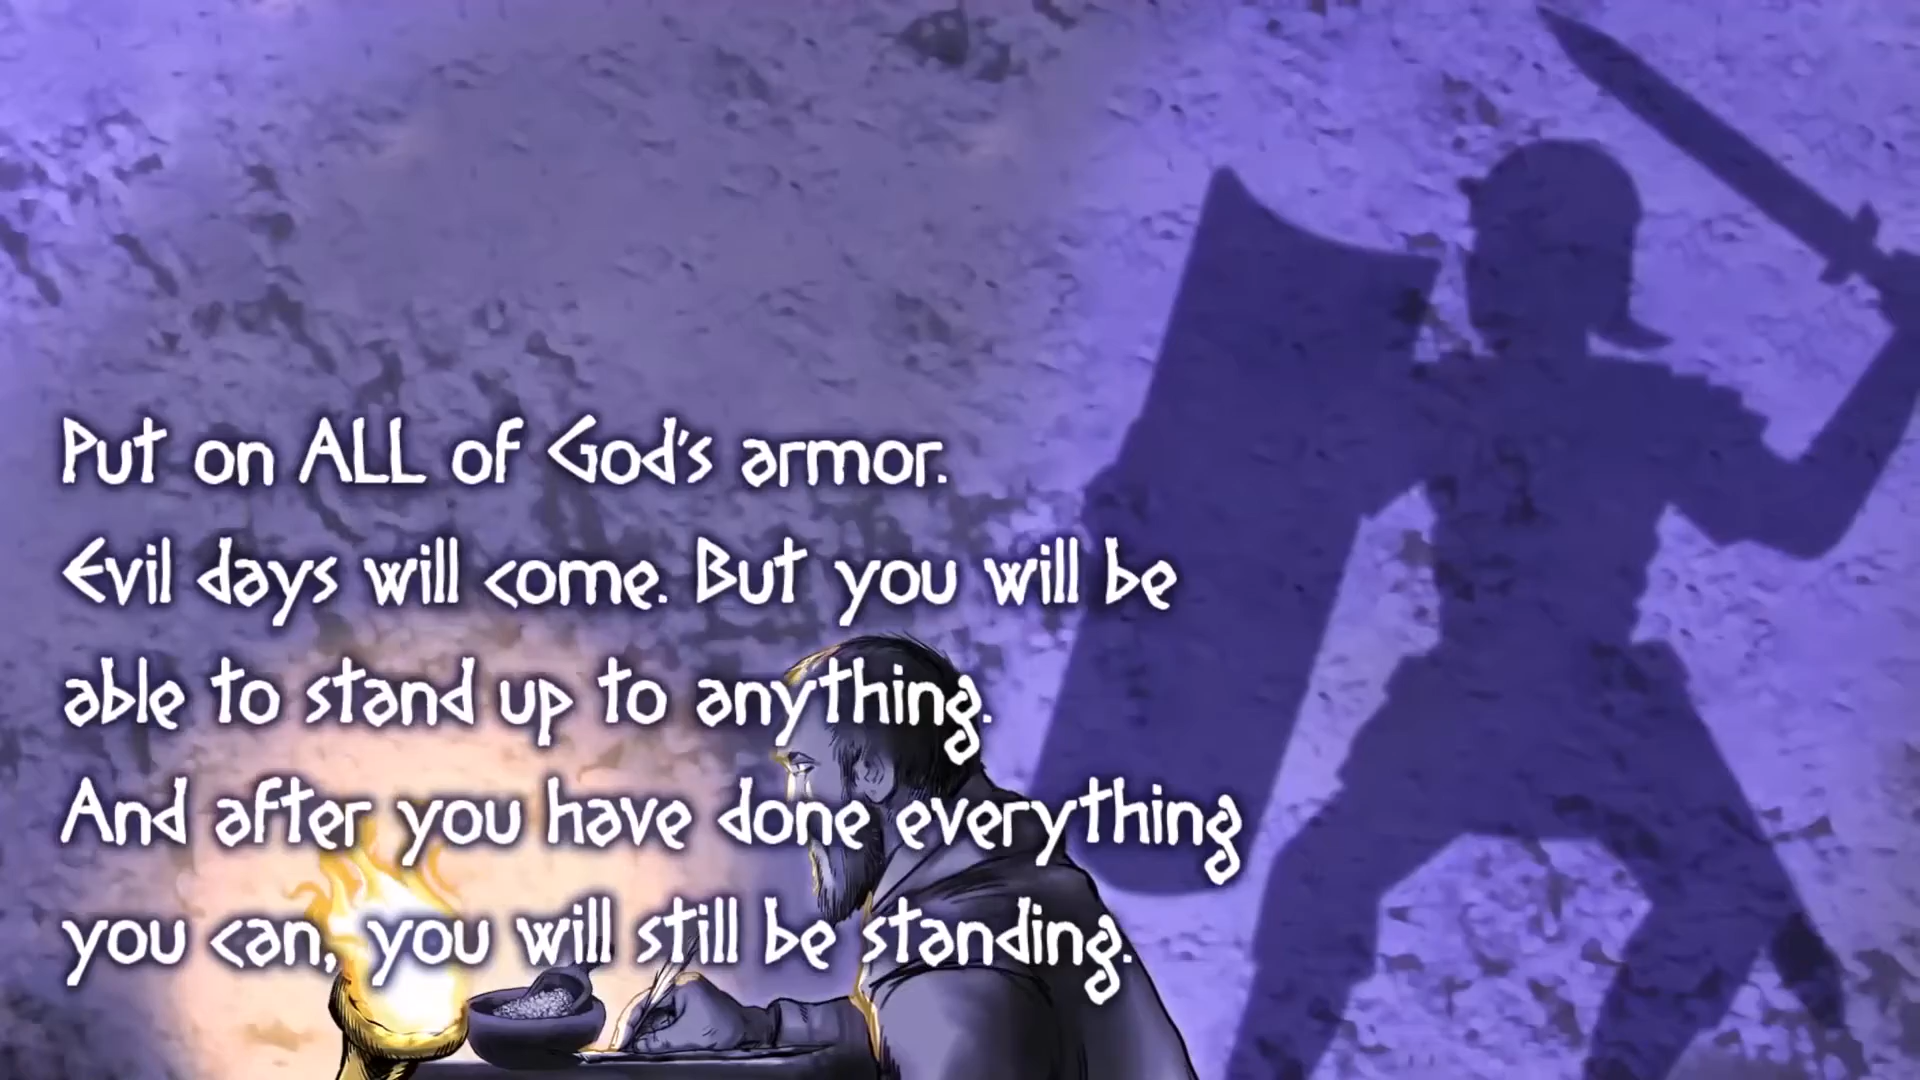 Put on ALL of God's armor.
Evil days will come. But you will be
able to stand up to anything.
And after you have done everything
you can, you will still be standing.